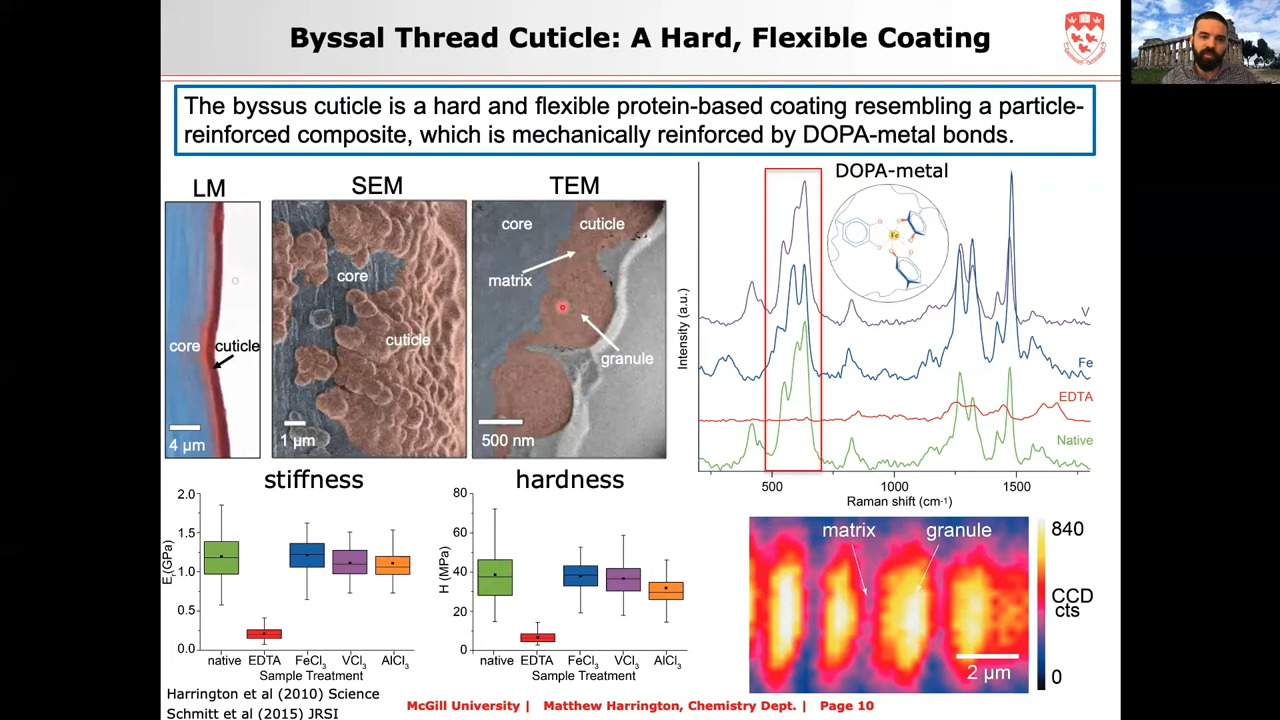 Byssal Thread Cuticle: A Hard, Flexible Coating
The byssus cuticle is a hard and flexible protein-based coating resembling a particle-
reinforced composite, which is mechanically reinforced by DOPA-metal bonds.
LM
core
cuticle
4 µm
SEM
core
cuticle
1 µm
TEM
core
cuticle
matrix
granule
500 nm
DOPA-metal
Fe
V
Fe
EDTA
Native
Intensity (a.u.)
500
1000
1500
Raman shift (cm-1)
stiffness
2.0
1.5
1.0
0.5
0.0
native
EDTA
FeCl3
VCl3
AlCl3
Sample Treatment
hardness
H (MPa)
80
60
40
20
0
native
EDTA
FeCl3
VCl3
AlCl3
Sample Treatment
matrix
granule
2 µm
840
CCD
cts
0
Harrington et al (2010) Science
Schmitt et al (2015) JRSI
McGill University | Matthew Harrington, Chemistry Dept. | Page 10